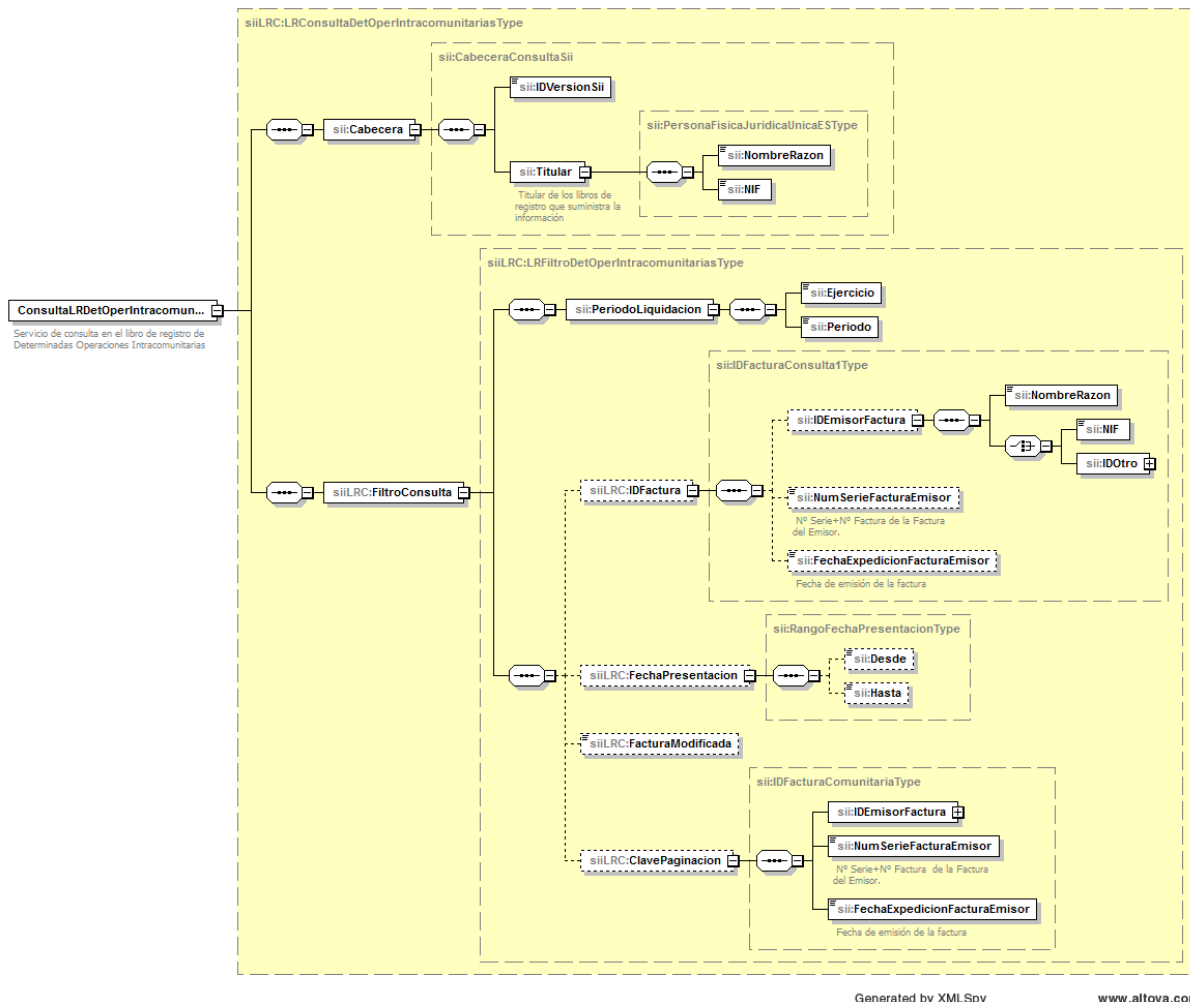 siiLRC:LRConsultaDetOperIntracomunitariasType
sii:CabeceraConsultaSii
sii:IDVersionSii
sii:PersonaFisicaJuridicaUnicaESType
sii:Cabecera
sii:NombreRazon
sii:Titular
sii:NIF
Titular de los libros de
registro que suministra la
información
siiLRC:LRFiltroDetOperIntracomunitariasType
sii:Ejercicio
sii:PeriodoLiquidacion
sii:Periodo
ConsultaLRDetOperIntracomun...
Servicio de consulta en el libro de registro de
Determinadas Operaciones Intracomunitarias
sii:IDFacturaConsulta1Type
sii:NombreRazon
sii:IDEmisorFactura
sii:NIF
sii:IDOtro
siiLRC:FiltroConsulta
siiLRC:IDFactura
sii:NumSerieFacturaEmisor
Nº Serie+Nº Factura de la Factura
del Emisor.
sii:FechaExpedicionFacturaEmisor
Fecha de emisión de la factura
sii:RangoFechaPresentacionType
sii:Desde
siiLRC:FechaPresentacion
sii:Hasta
siiLRC:FacturaModificada
sii:IDFacturaComunitariaType
sii:IDEmisorFactura
sii:NumSerieFacturaEmisor
siiLRC:ClavePaginacion
Nº Serie+Nº Factura de la Factura
del Emisor.
sii:FechaExpedicionFacturaEmisor
Fecha de emisión de la factura
Generated by XMLSpy
www.altova.co